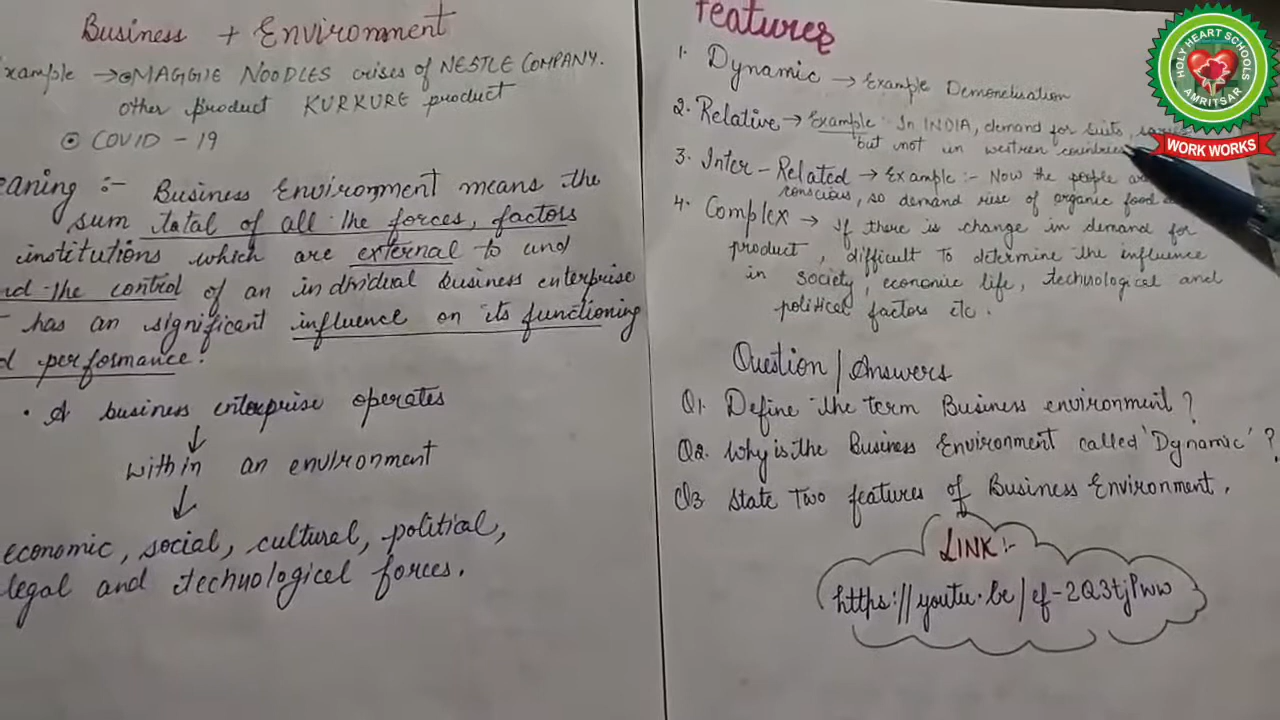 Business + Environment
Example → ⊙ MAGGIE NOODLES crises of NESTLE COMPANY.
other product KURKURE product
⊙ COVID - 19
eaning :- Business Environment means the
sum total of all the forces, factors
institutions which are external to and
nd the control of an individual business enterprise
has an significant influence on its functioning
d performance.
• A business enterprise operates
↓
within an environment
↓
economic, social, cultural, political,
legal and technological forces.
Features
1. Dynamic → Example Demonetuation
2. Relative → Example In INDIA, demand for suits,
but not in westren countries
3. Inter-Related → Example:- Now the people
conscious, so demand rise of organic food
4. Complex → If there is change in demand for
product, difficult to determine the influence
in society, economic life, technological and
political factors etc.
Question / Answers
Q1. Define the term Business environment?
Q2. Why is the Business Environment called 'Dynamic'?
Q3 State Two features of Business Environment.
LINK:-
https://youtu.be/ef-2Q3tjPww
HOLY HEART SCHOOLS
AMRITSAR
WORK WORKS